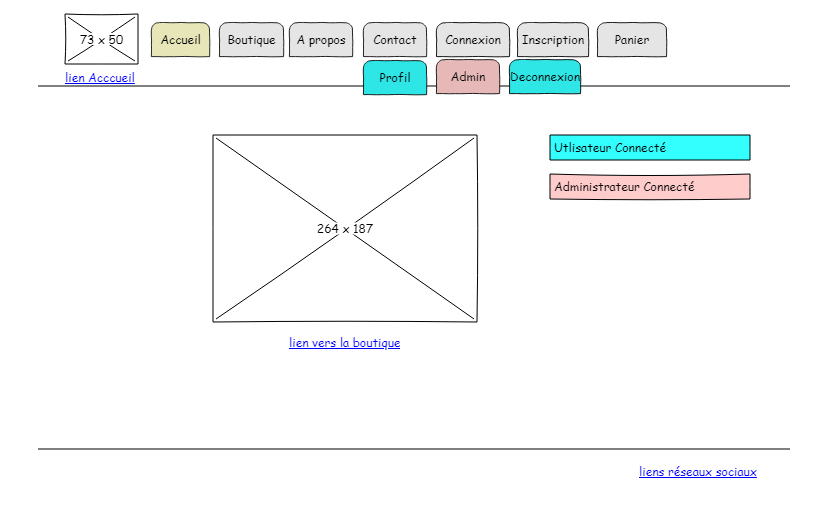 73 x 50
Accueil
Boutique
A propos
Contact
Connexion
Inscription
Panier
lien Acccueil
Profil
Admin
Deconnexion
Utlisateur Connecté
Administrateur Connecté
264 x 187
lien vers la boutique
liens réseaux sociaux